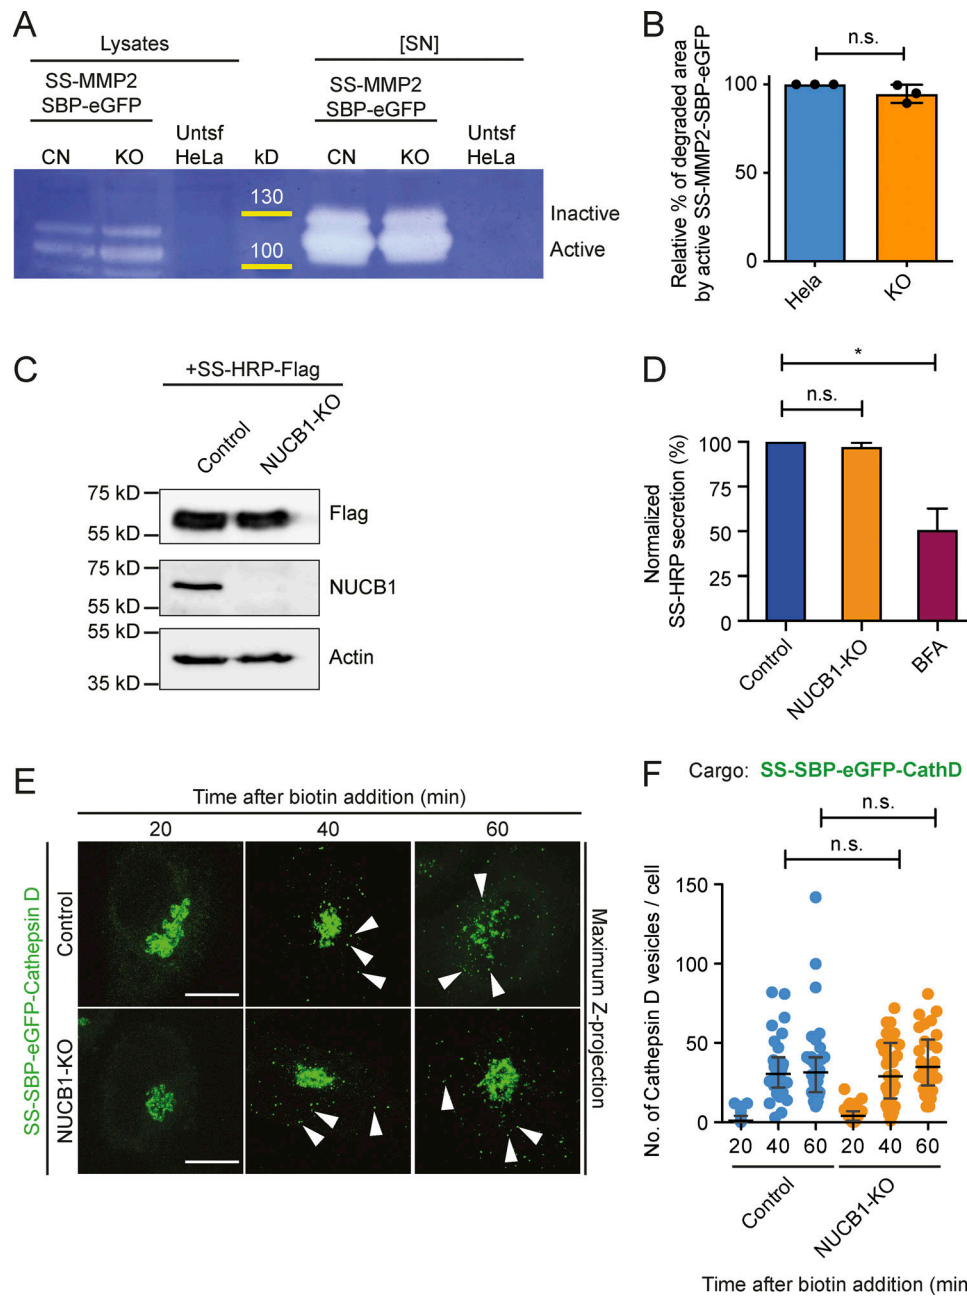 A
Lysates
[SN]
SS-MMP2
SBP-eGFP
SS-MMP2
SBP-eGFP
Untsf
HeLa
Untsf
HeLa
CN
KO
kD
CN
KO
130
100
Inactive
Active
B
n.s.
Relative % of degraded area
by active SS-MMP2-SBP-eGFP
100
50
0
Hela
KO
C
+SS-HRP-Flag
Control
NUCB1-KO
75 kD
55 kD
Flag
75 kD
55 kD
NUCB1
55 kD
35 kD
Actin
D
*
n.s.
Normalized
SS-HRP secretion (%)
100
75
50
25
0
Control
NUCB1-KO
BFA
E
Time after biotin addition (min)
20
40
60
SS-SBP-eGFP-Cathepsin D
Control
NUCB1-KO
Maximum Z-projection
F
Cargo: SS-SBP-eGFP-CathD
n.s.
n.s.
No. of Cathepsin D vesicles / cell
150
100
50
0
20
40
60
20
40
60
Control
NUCB1-KO
Time after biotin addition (min